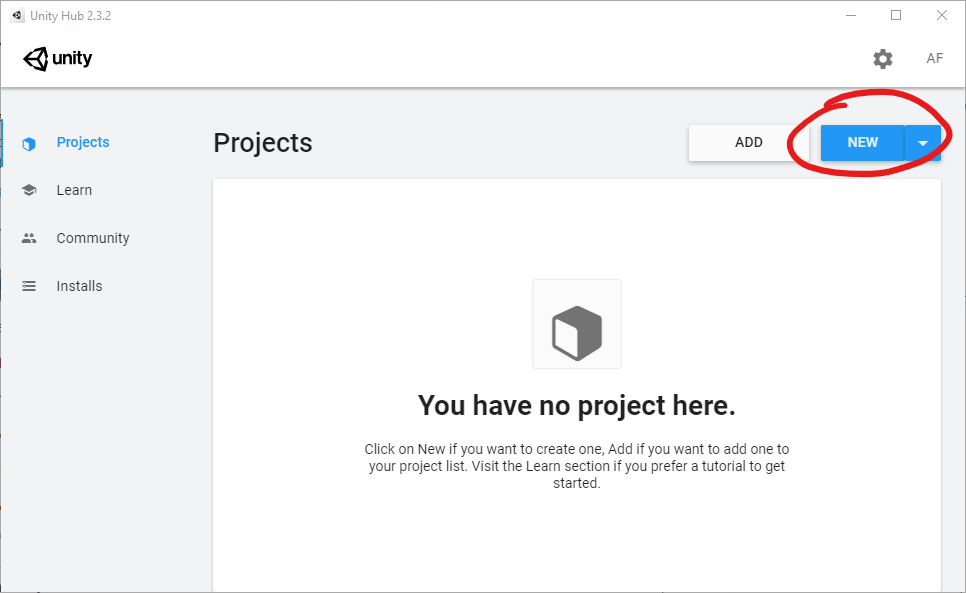 Unity Hub 2.3.2
unity
AF
Projects
Learn
Community
Installs
Projects
ADD
NEW
You have no project here.
Click on New if you want to create one, Add if you want to add one to
your project list. Visit the Learn section if you prefer a tutorial to get
started.